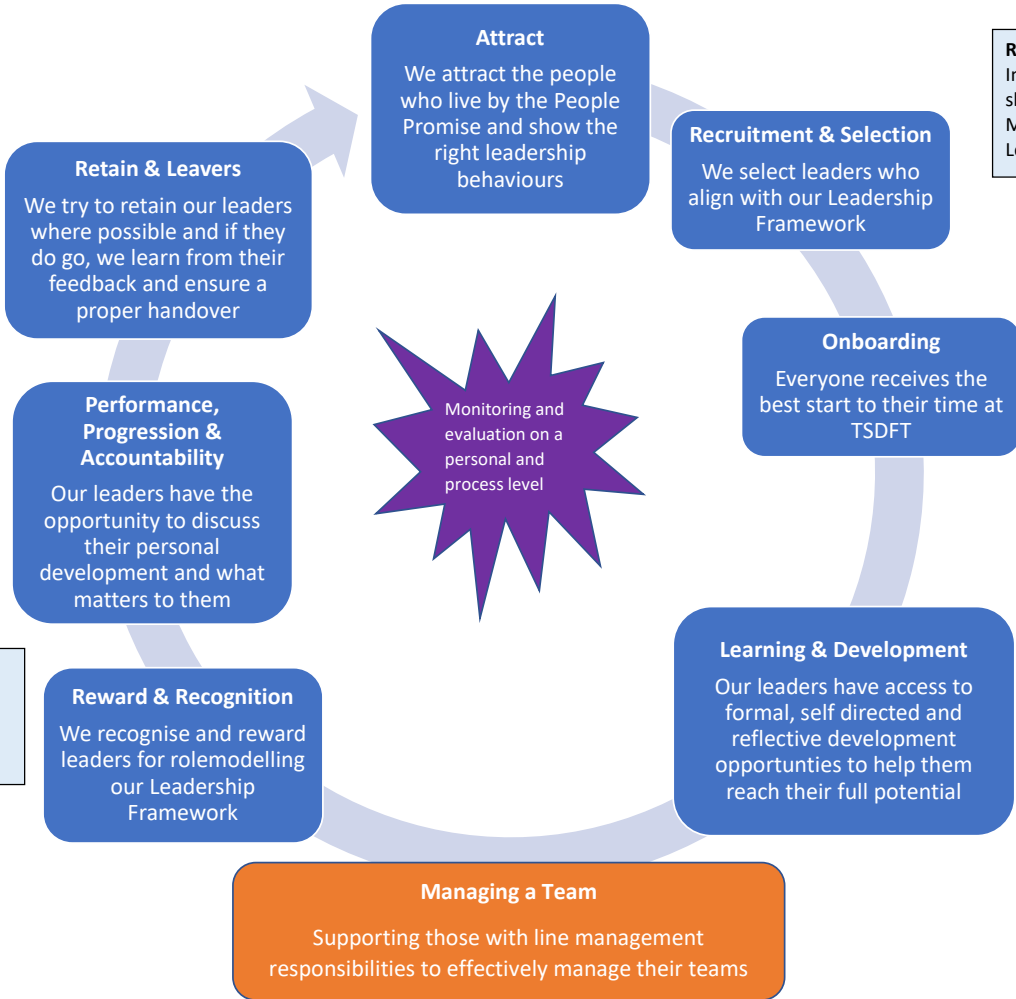 Attract
We attract the people
who live by the People
Promise and show the
right leadership
behaviours
Recruitment & Selection
We select leaders who
align with our Leadership
Framework
Onboarding
Everyone receives the
best start to their time at
TSDFT
Learning & Development
Our leaders have access to
formal, self directed and
reflective development
opportunties to help them
reach their full potential
Managing a Team
Supporting those with line management
responsibilities to effectively manage their teams
Reward & Recognition
We recognise and reward
leaders for rolemodelling
our Leadership
Framework
Performance,
Progression &
Accountability
Our leaders have the
opportunity to discuss
their personal
development and what
matters to them
Retain & Leavers
We try to retain our leaders
where possible and if they
do go, we learn from their
feedback and ensure a
proper handover
Monitoring and
evaluation on a
personal and
process level